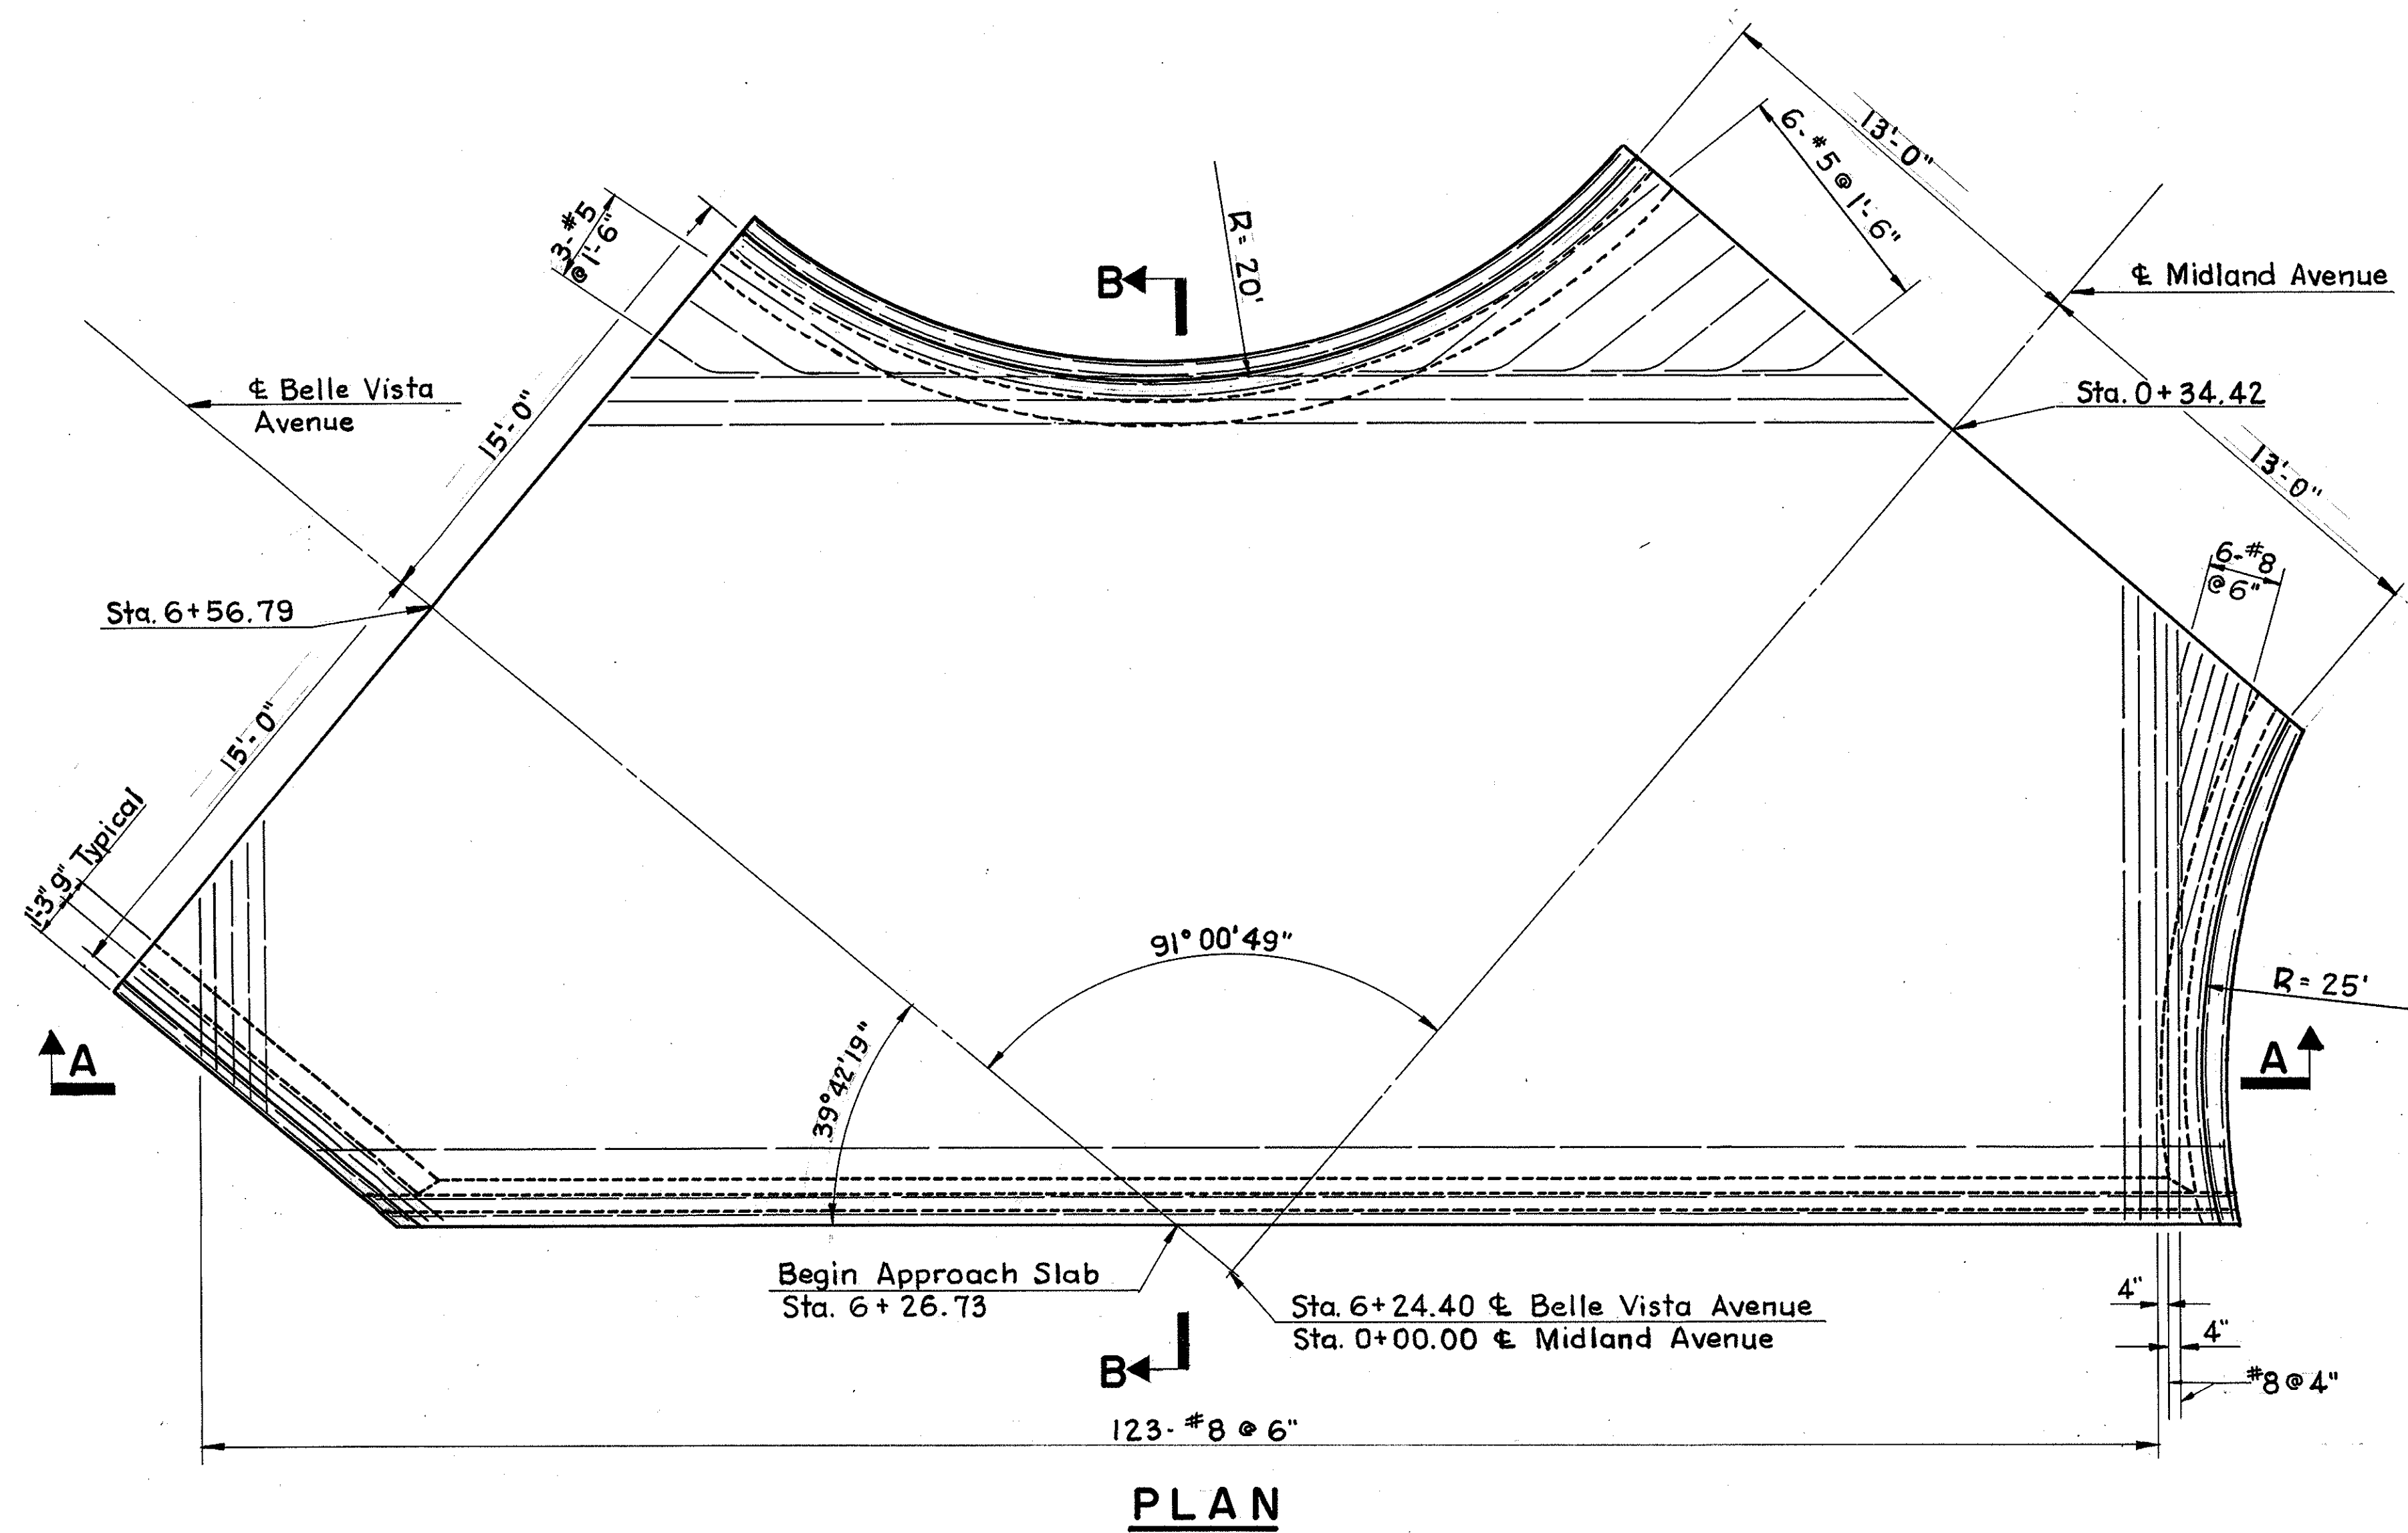 13'-0"
6-#5@1'-6"
3-#5
@1'-6"
R=20'
B
℄ Midland Avenue
℄ Belle Vista
Avenue
15'-0"
Sta. 0+34.42
13'-0"
6-#8
@6"
Sta. 6+56.79
15'-0"
1'-3" 9" Typical
91°00'49"
R=25'
39°42'19"
A
A
Begin Approach Slab
Sta. 6+26.73
Sta. 6+24.40 ℄ Belle Vista Avenue
Sta. 0+00.00 ℄ Midland Avenue
4"
4"
B
#8@4"
123-#8@6"
PLAN